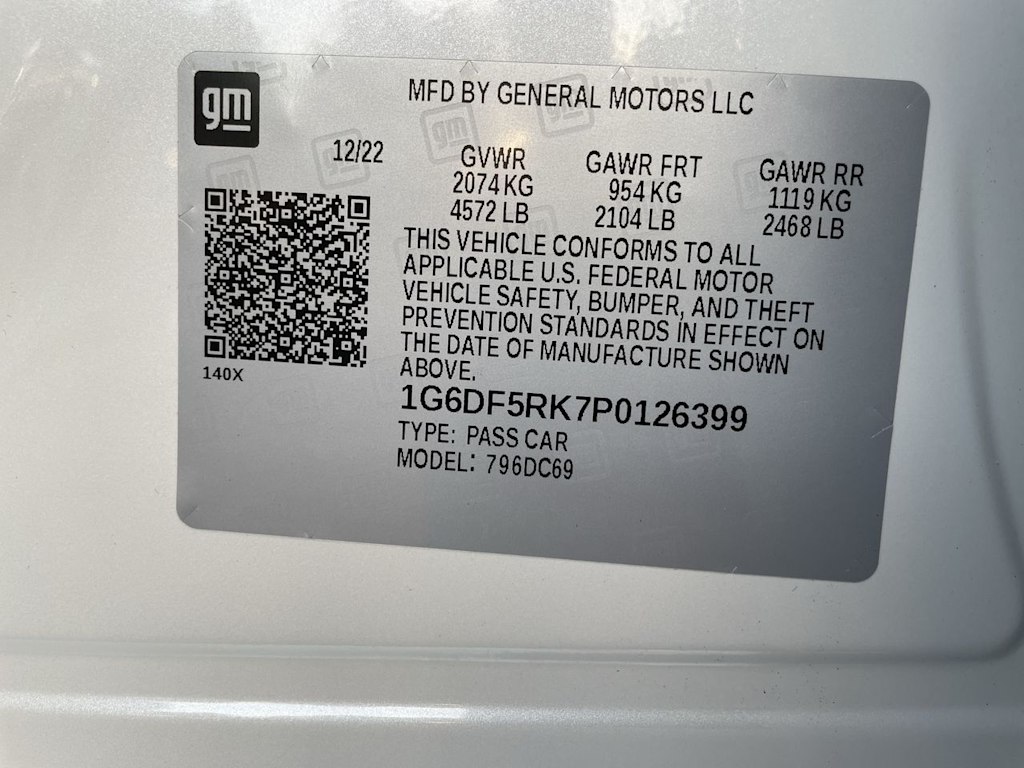 gm
MFD BY GENERAL MOTORS LLC
12/22
GVWR
2074 KG
4572 LB
GAWR FRT
954 KG
2104 LB
GAWR RR
1119 KG
2468 LB
THIS VEHICLE CONFORMS TO ALL
APPLICABLE U.S. FEDERAL MOTOR
VEHICLE SAFETY, BUMPER, AND THEFT
PREVENTION STANDARDS IN EFFECT ON
THE DATE OF MANUFACTURE SHOWN
ABOVE.
140X
1G6DF5RK7P0126399
TYPE: PASS CAR
MODEL: 796DC69